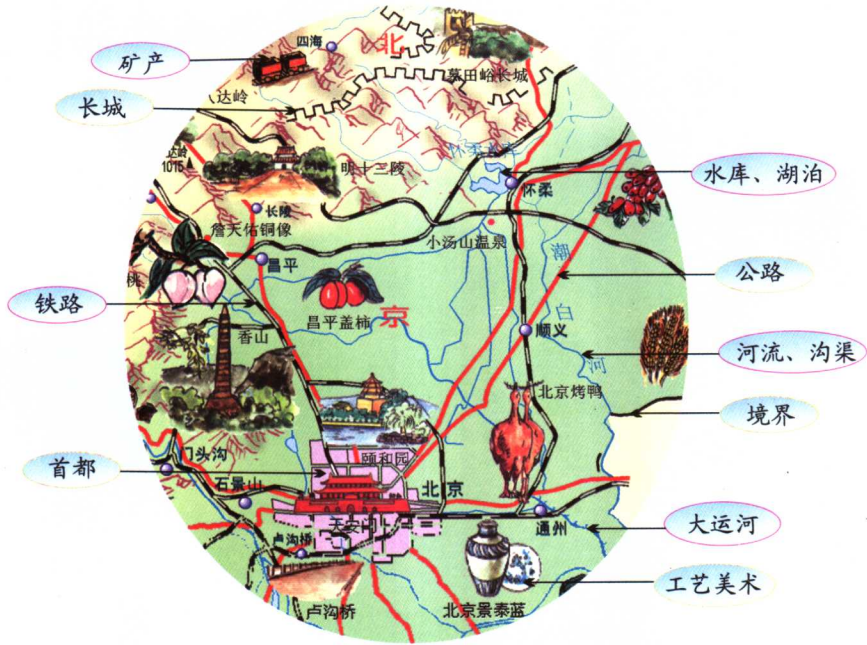 矿产
四海
北
慕田峪长城
长城
达岭
达岭
1015
明十三陵
水库、湖泊
怀柔
长陵
詹天佑铜像
小汤山温泉
潮
昌平
公路
桃
铁路
昌平盖柿
京
白
香山
顺义
河
河流、沟渠
北京烤鸭
境界
门头沟
首都
颐和园
石景山
北京
天安门
通州
大运河
卢沟桥
工艺美术
卢沟桥
北京景泰蓝